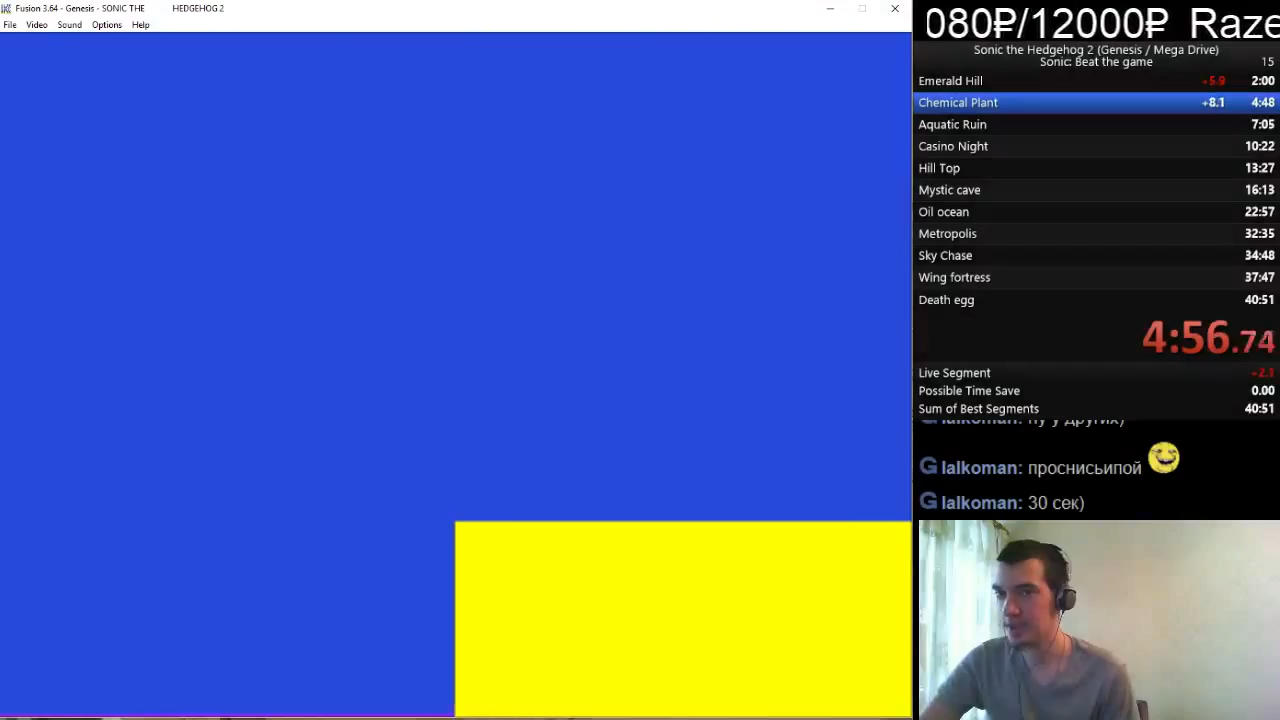 Fusion 3.64 - Genesis - SONIC THE HEDGEHOG 2
File Video Sound Options Help
080₽/12000₽ Raze
Sonic the Hedgehog 2 (Genesis / Mega Drive)
Sonic: Beat the game 15
Emerald Hill +5.9 2:00
Chemical Plant +8.1 4:48
Aquatic Ruin 7:05
Casino Night 10:22
Hill Top 13:27
Mystic cave 16:13
Oil ocean 22:57
Metropolis 32:35
Sky Chase 34:48
Wing fortress 37:47
Death egg 40:51
4:56.74
Live Segment +2.1
Possible Time Save 0.00
Sum of Best Segments 40:51
lalkoman: ну у других)
lalkoman: проснисьипой
lalkoman: 30 сек)